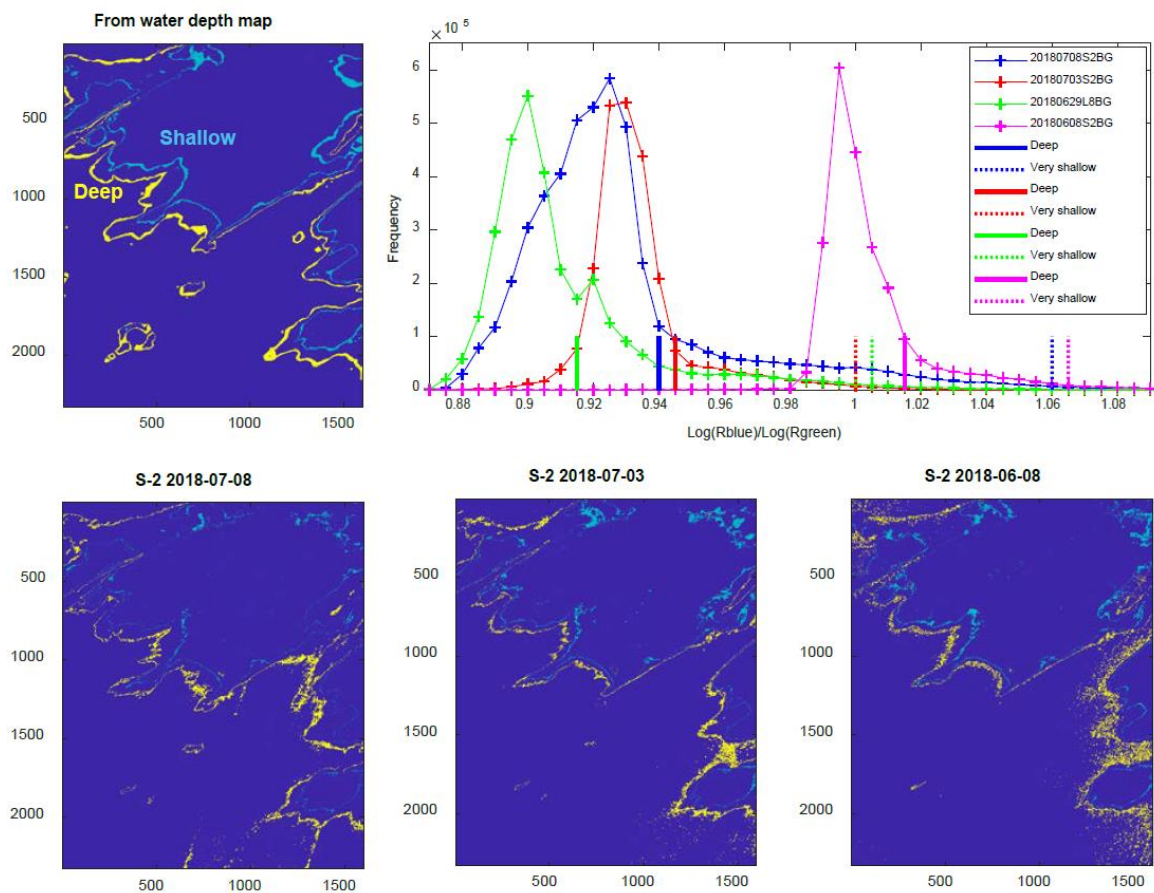 From water depth map
500
1000
1500
2000
500
1000
1500
Shallow
Deep
× 10 5
6
5
4
3
2
1
0
Frequency
0.88
0.9
0.92
0.94
0.96
0.98
1
1.02
1.04
1.06
1.08
Log(Rblue)/Log(Rgreen)
20180708S2BG
20180703S2BG
20180629L8BG
20180608S2BG
Deep
Very shallow
Deep
Very shallow
Deep
Very shallow
Deep
Very shallow
S-2 2018-07-08
500
1000
1500
2000
500
1000
1500
S-2 2018-07-03
500
1000
1500
2000
500
1000
1500
S-2 2018-06-08
500
1000
1500
2000
500
1000
1500